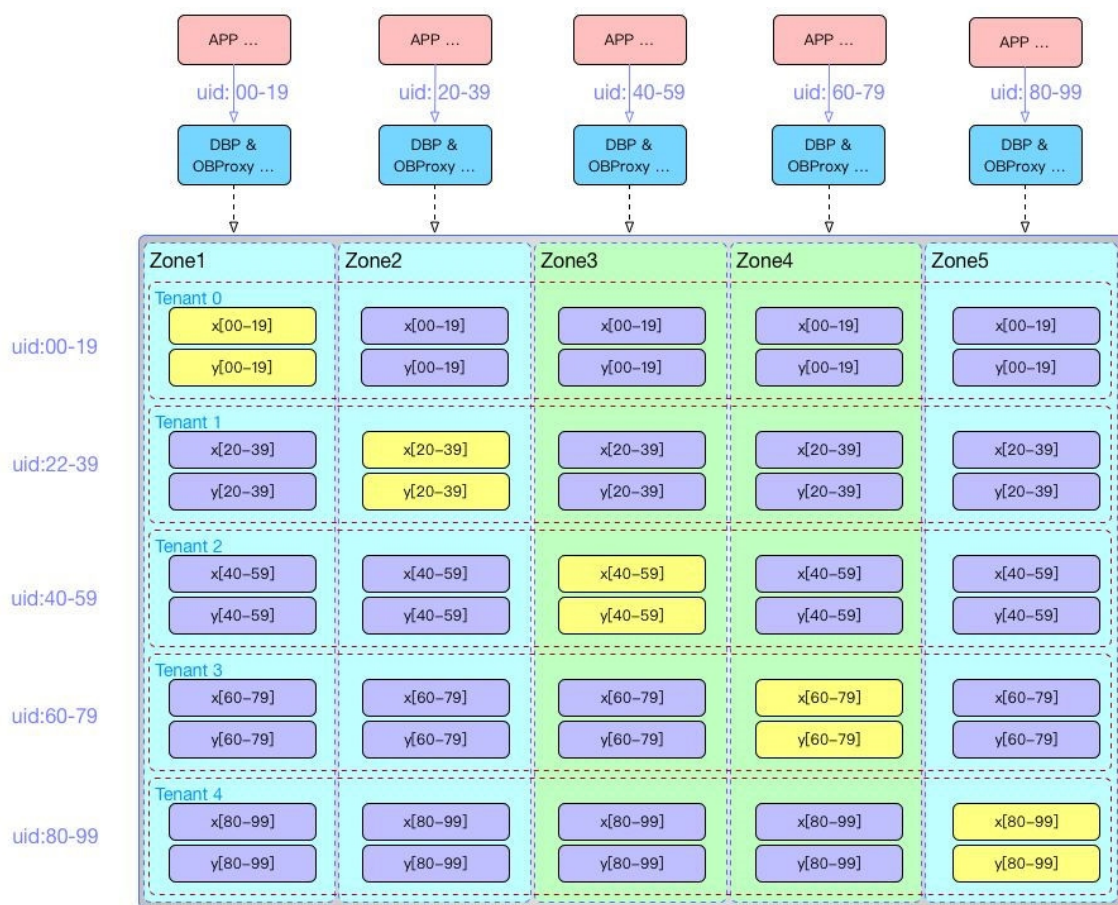 APP ...
APP ...
APP ...
APP ...
APP ...
uid: 00-19
uid: 20-39
uid: 40-59
uid: 60-79
uid: 80-99
DBP &
OBProxy ...
DBP &
OBProxy ...
DBP &
OBProxy ...
DBP &
OBProxy ...
DBP &
OBProxy ...
Zone1
Zone2
Zone3
Zone4
Zone5
Tenant 0
uid:00-19
x[00-19]
x[00-19]
x[00-19]
x[00-19]
x[00-19]
y[00-19]
y[00-19]
y[00-19]
y[00-19]
y[00-19]
Tenant 1
uid:22-39
x[20-39]
x[20-39]
x[20-39]
x[20-39]
x[20-39]
y[20-39]
y[20-39]
y[20-39]
y[20-39]
y[20-39]
Tenant 2
uid:40-59
x[40-59]
x[40-59]
x[40-59]
x[40-59]
x[40-59]
y[40-59]
y[40-59]
y[40-59]
y[40-59]
y[40-59]
Tenant 3
uid:60-79
x[60-79]
x[60-79]
x[60-79]
x[60-79]
x[60-79]
y[60-79]
y[60-79]
y[60-79]
y[60-79]
y[60-79]
Tenant 4
uid:80-99
x[80-99]
x[80-99]
x[80-99]
x[80-99]
x[80-99]
y[80-99]
y[80-99]
y[80-99]
y[80-99]
y[80-99]